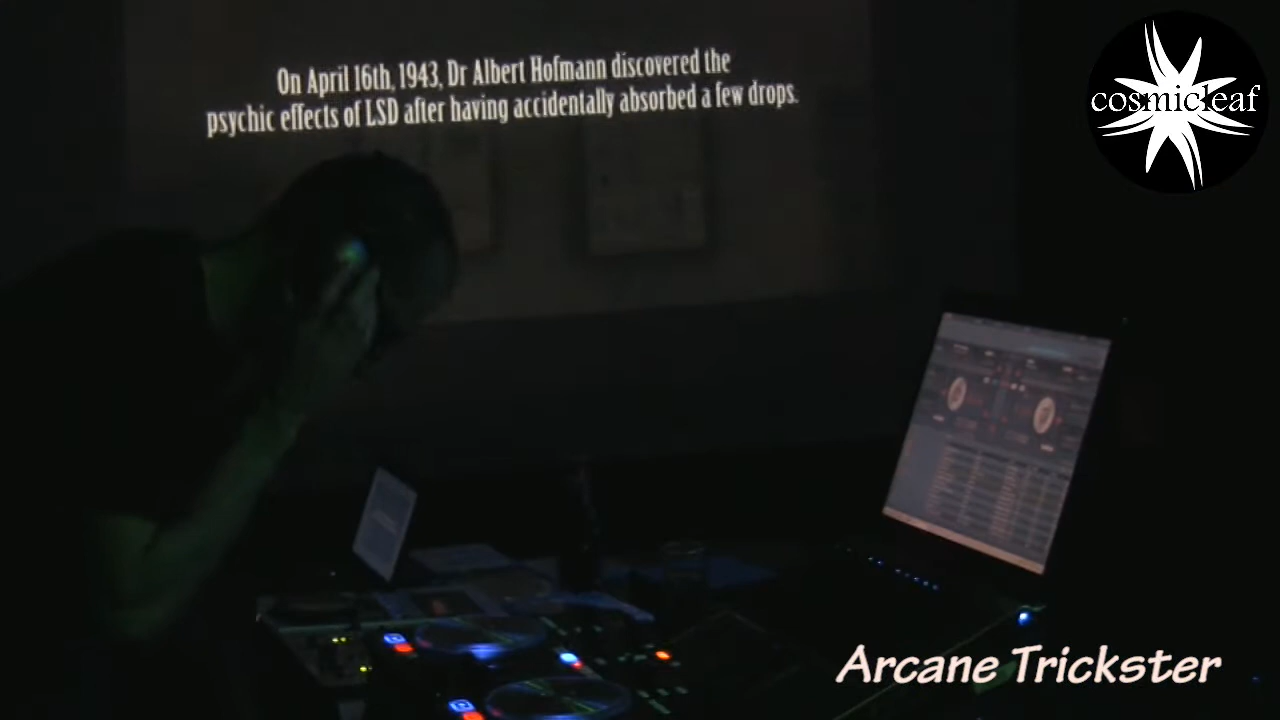 On April 16th, 1943, Dr Albert Hofmann discovered the
psychic effects of LSD after having accidentally absorbed a few drops.
cosmicleaf
Arcane Trickster